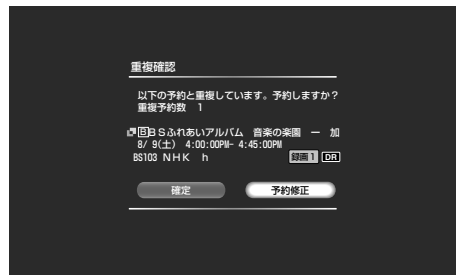 重複確認
以下の予約と重複しています。予約しますか？
重複予約数 1
BSふれあいアルバム 音楽の楽園 ー 加
8/ 9(土) 4:00:00PM- 4:45:00PM
BS103 NHK h 録画1 DR
確定 予約修正